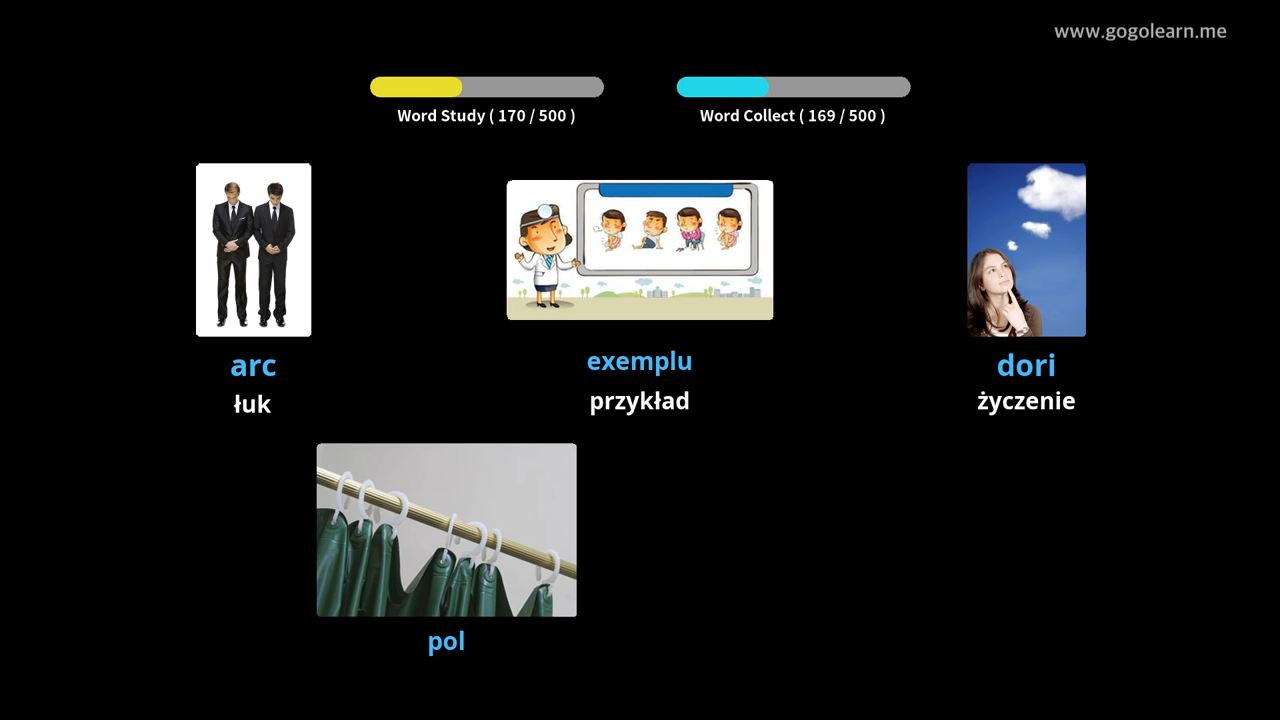 www.gogolearn.me
Word Study ( 170 / 500 )
Word Collect ( 169 / 500 )
arc
łuk
exemplu
przykład
dori
życzenie
pol